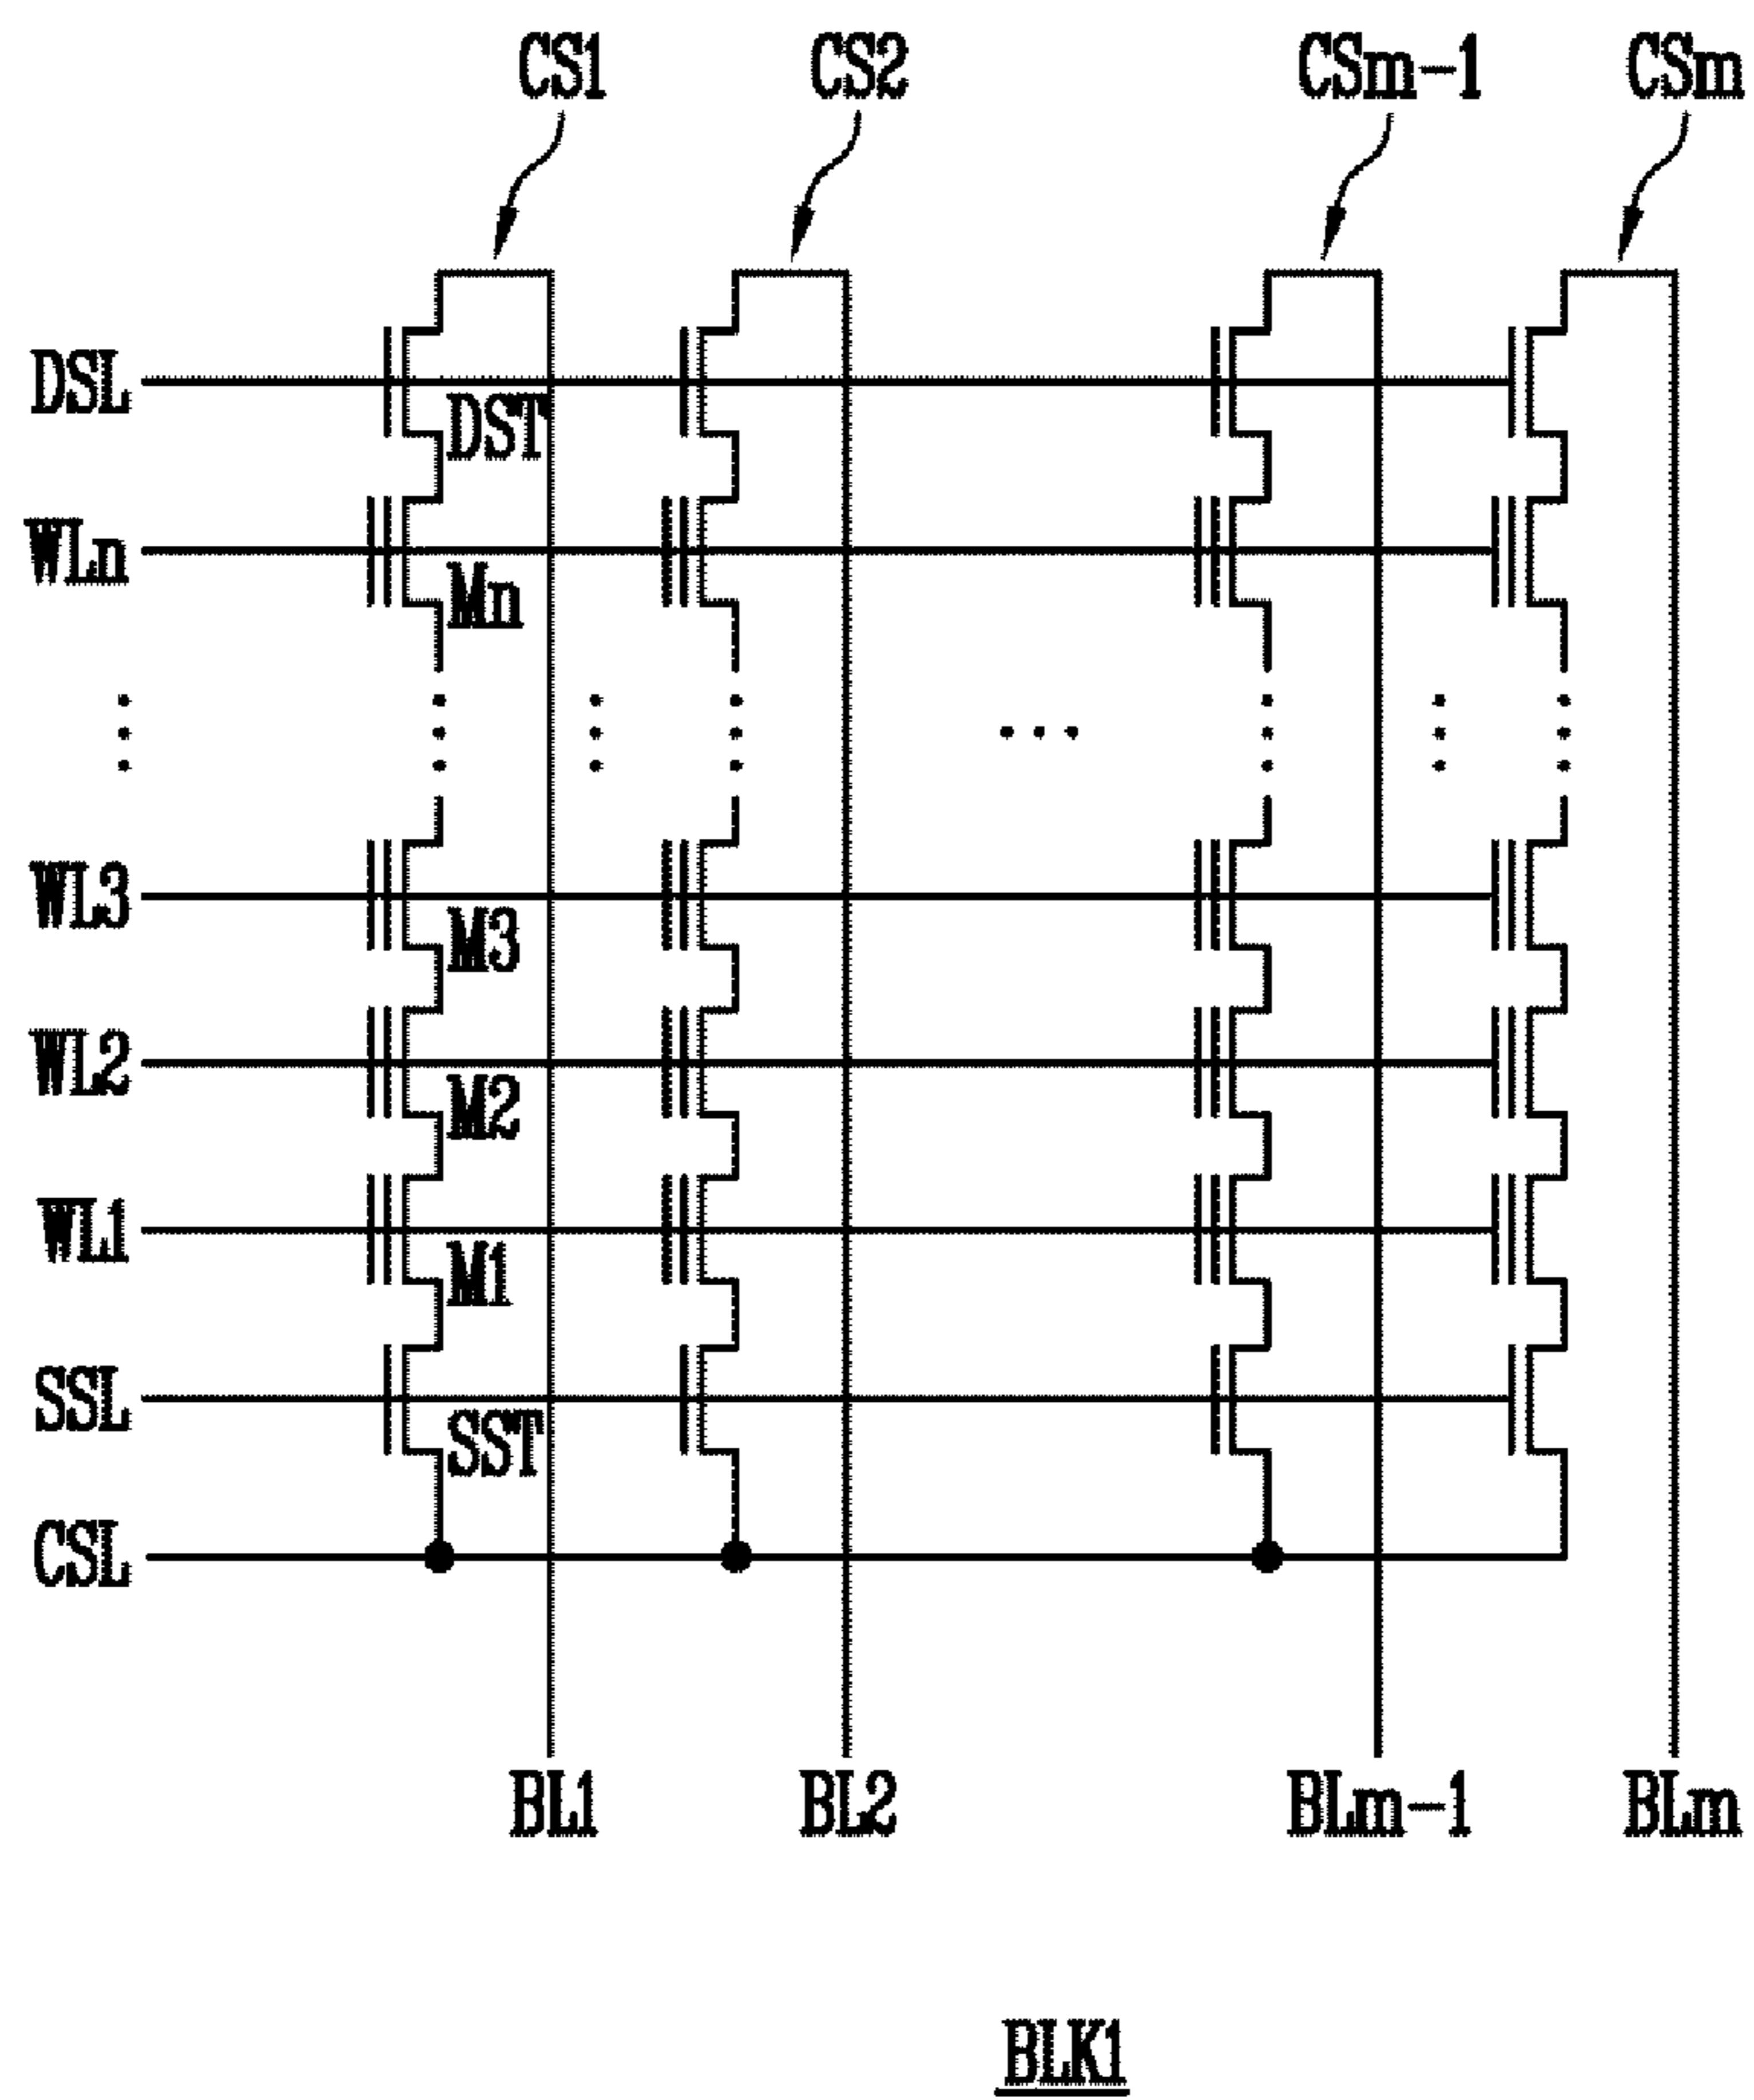 CS1 CS2 CSm-1 CSm
DSL
DST
WLn
Mn
WL3
M3
WL2
M2
WL1
M1
SSL
SST
CSL
BL1 BL2 BLm-1 BLm
BLK1